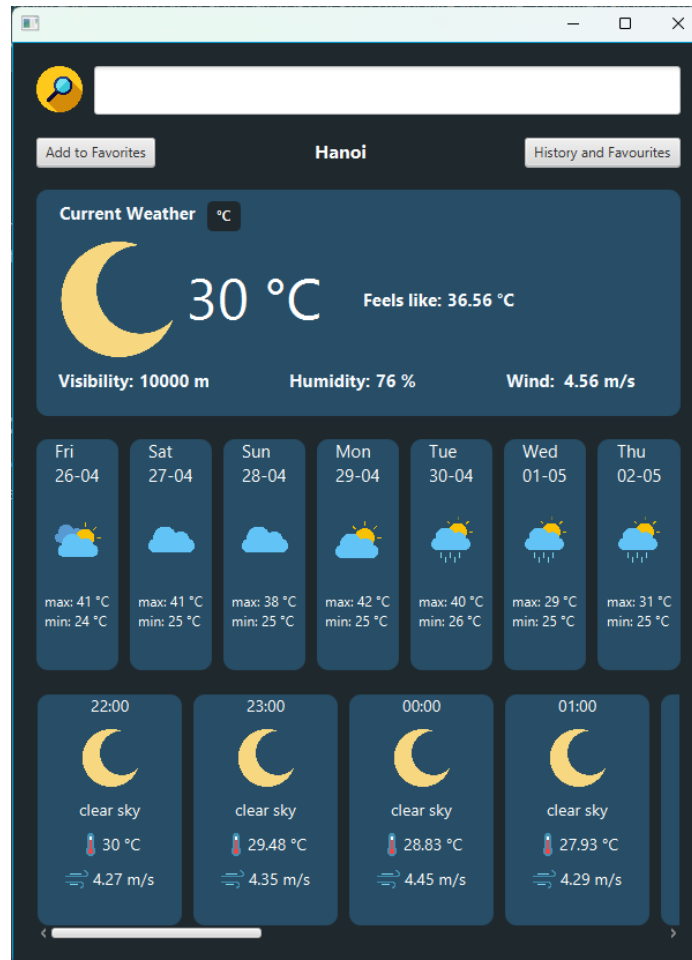 Add to Favorites Hanoi History and Favourites
Current Weather °C
30 °C Feels like: 36.56 °C
Visibility: 10000 m Humidity: 76 % Wind: 4.56 m/s
Fri Sat Sun Mon Tue Wed Thu
26-04 27-04 28-04 29-04 30-04 01-05 02-05
max: 41 °C max: 41 °C max: 38 °C max: 42 °C max: 40 °C max: 29 °C max: 31 °C
min: 24 °C min: 25 °C min: 25 °C min: 25 °C min: 26 °C min: 25 °C min: 25 °C
22:00 23:00 00:00 01:00
clear sky clear sky clear sky clear sky
30 °C 29.48 °C 28.83 °C 27.93 °C
4.27 m/s 4.35 m/s 4.45 m/s 4.29 m/s